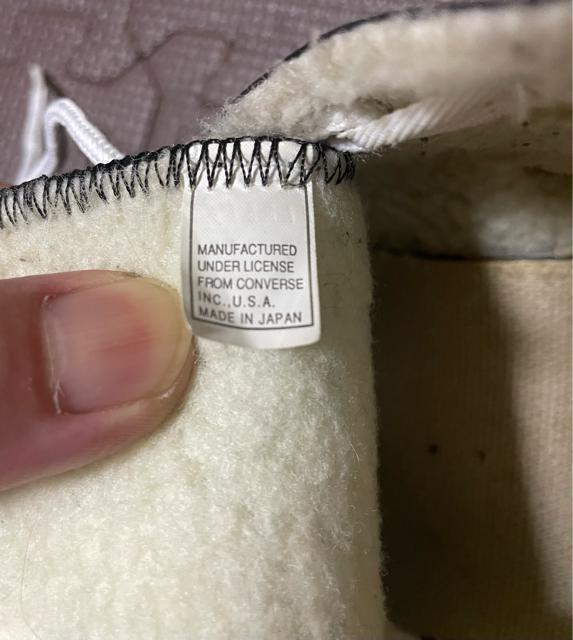 MANUFACTURED
UNDER LICENSE
FROM CONVERSE
INC.,U.S.A.
MADE IN JAPAN